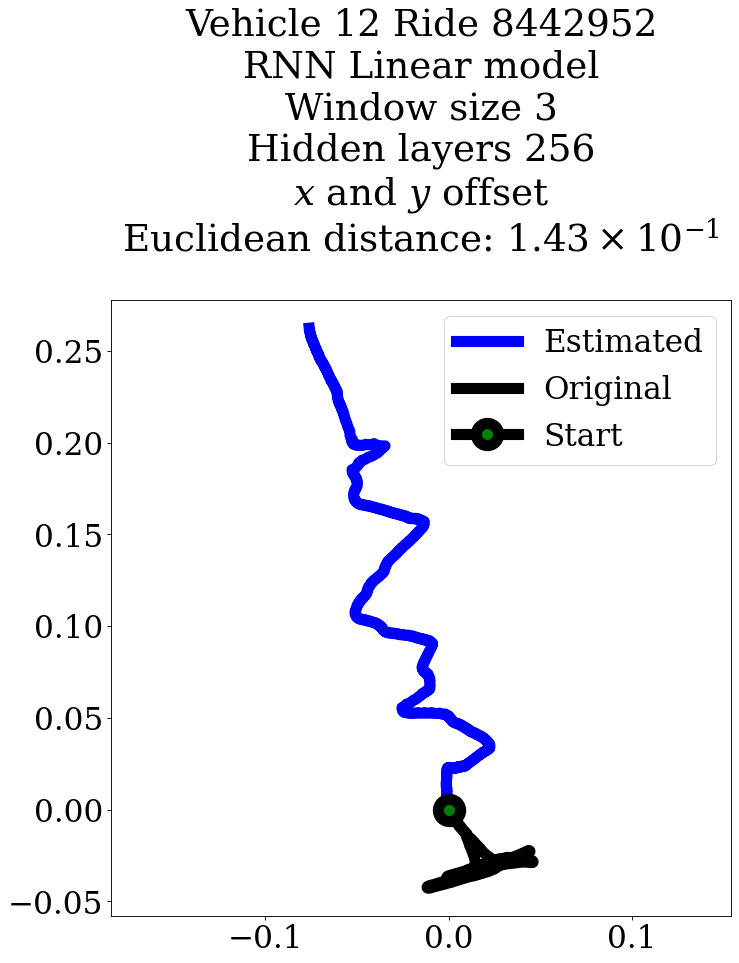 Vehicle 12 Ride 8442952
RNN Linear model
Window size 3
Hidden layers 256
x and y offset
Euclidean distance: 1.43 × 10⁻¹
Estimated
Original
Start
0.25
0.20
0.15
0.10
0.05
0.00
−0.05
−0.1 0.0 0.1